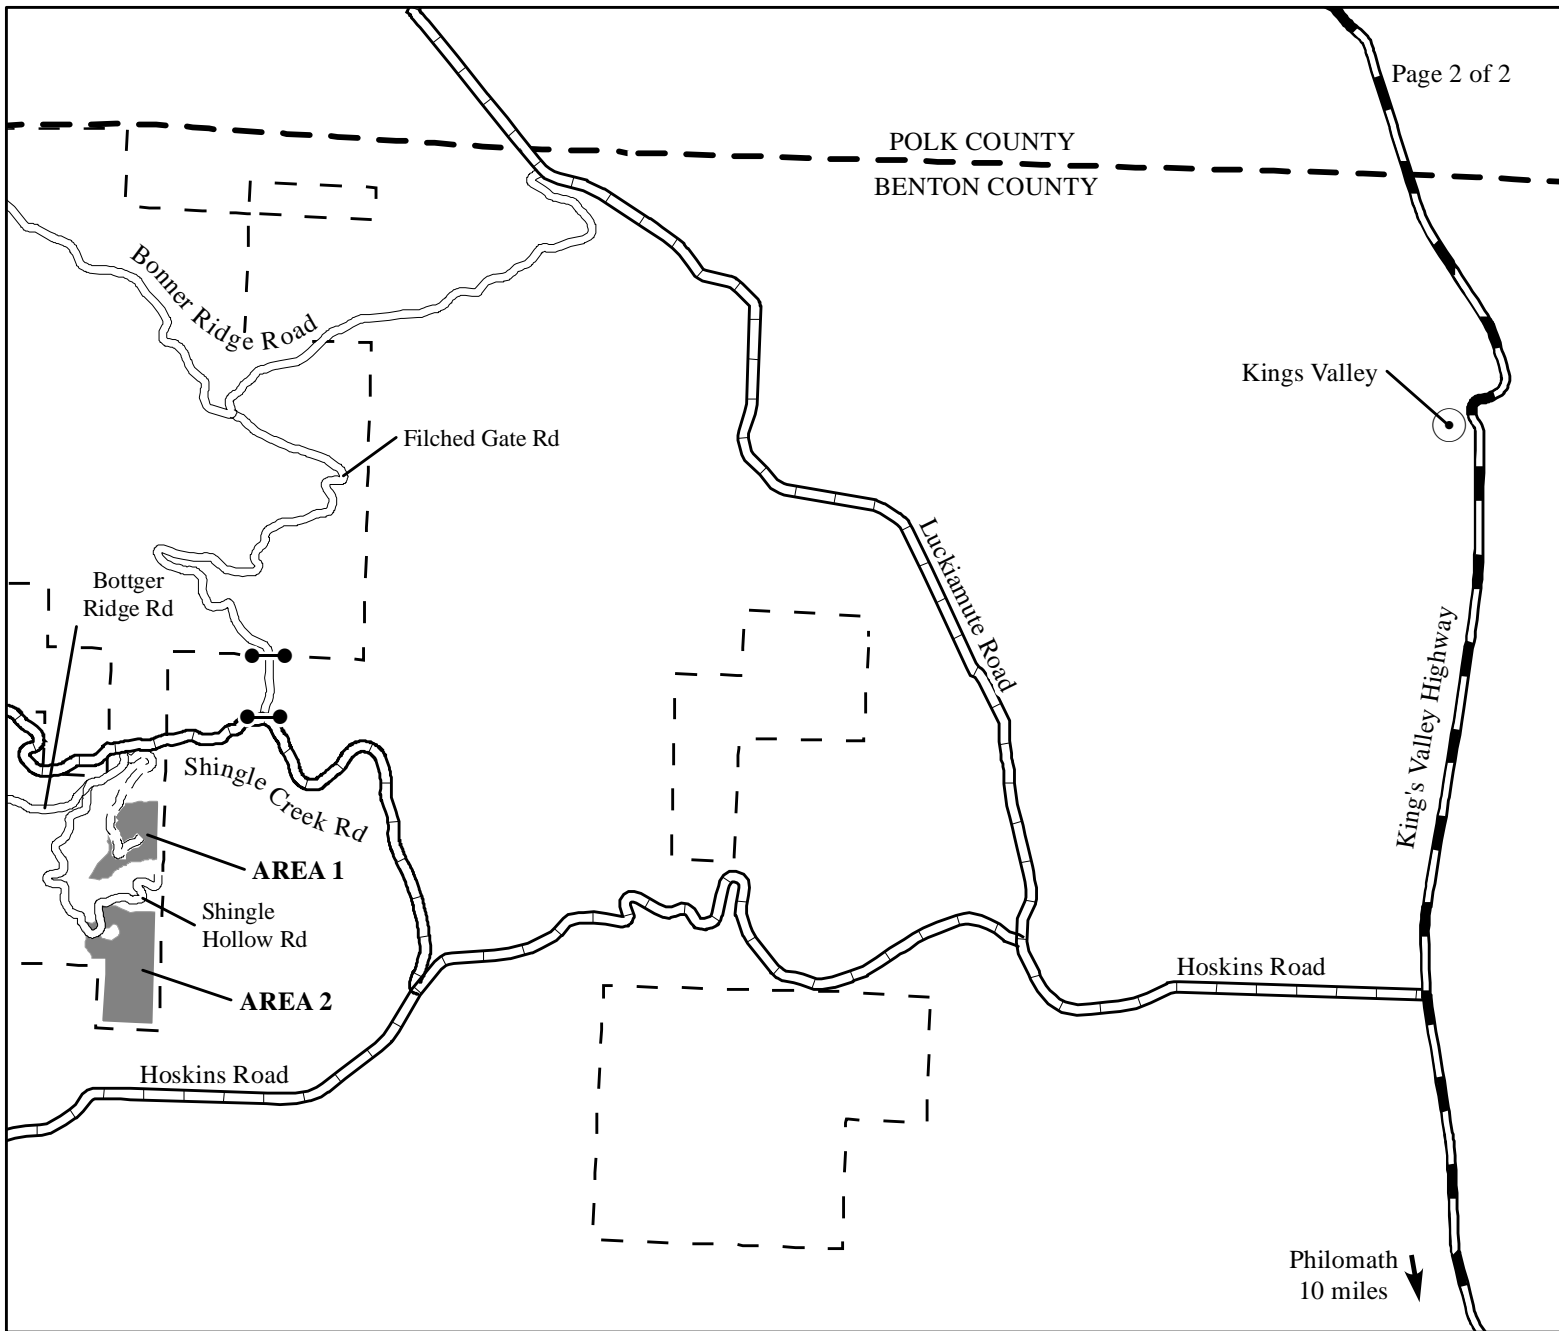 Page 2 of 2
POLK COUNTY
BENTON COUNTY
Bonner Ridge Road
Kings Valley
Filched Gate Rd
Luckiamute Road
Bottger
Ridge Rd
King's Valley Highway
Shingle Creek Rd
AREA 1
Shingle
Hollow Rd
Hoskins Road
AREA 2
Hoskins Road
Philomath
10 miles